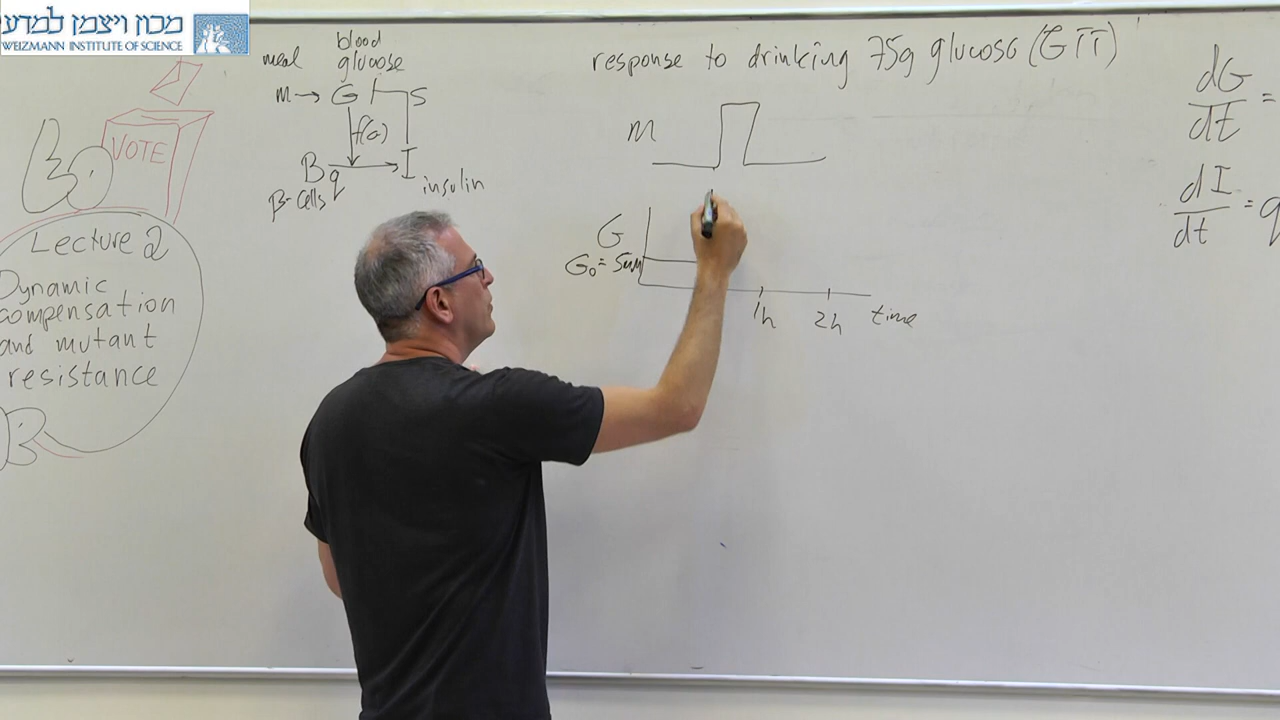 מכון ויצמן למדע
WEIZMANN INSTITUTE OF SCIENCE
VOTE
Lecture 2
Dynamic
compensation
and mutant
resistance
meal
blood
glucose
m → G S
f(G)
B q I
β-cells
insulin
response to drinking 75g glucose (GTT)
m
G
G₀ = 5mM
1h 2h time
dG
dt =
dI
dt = q